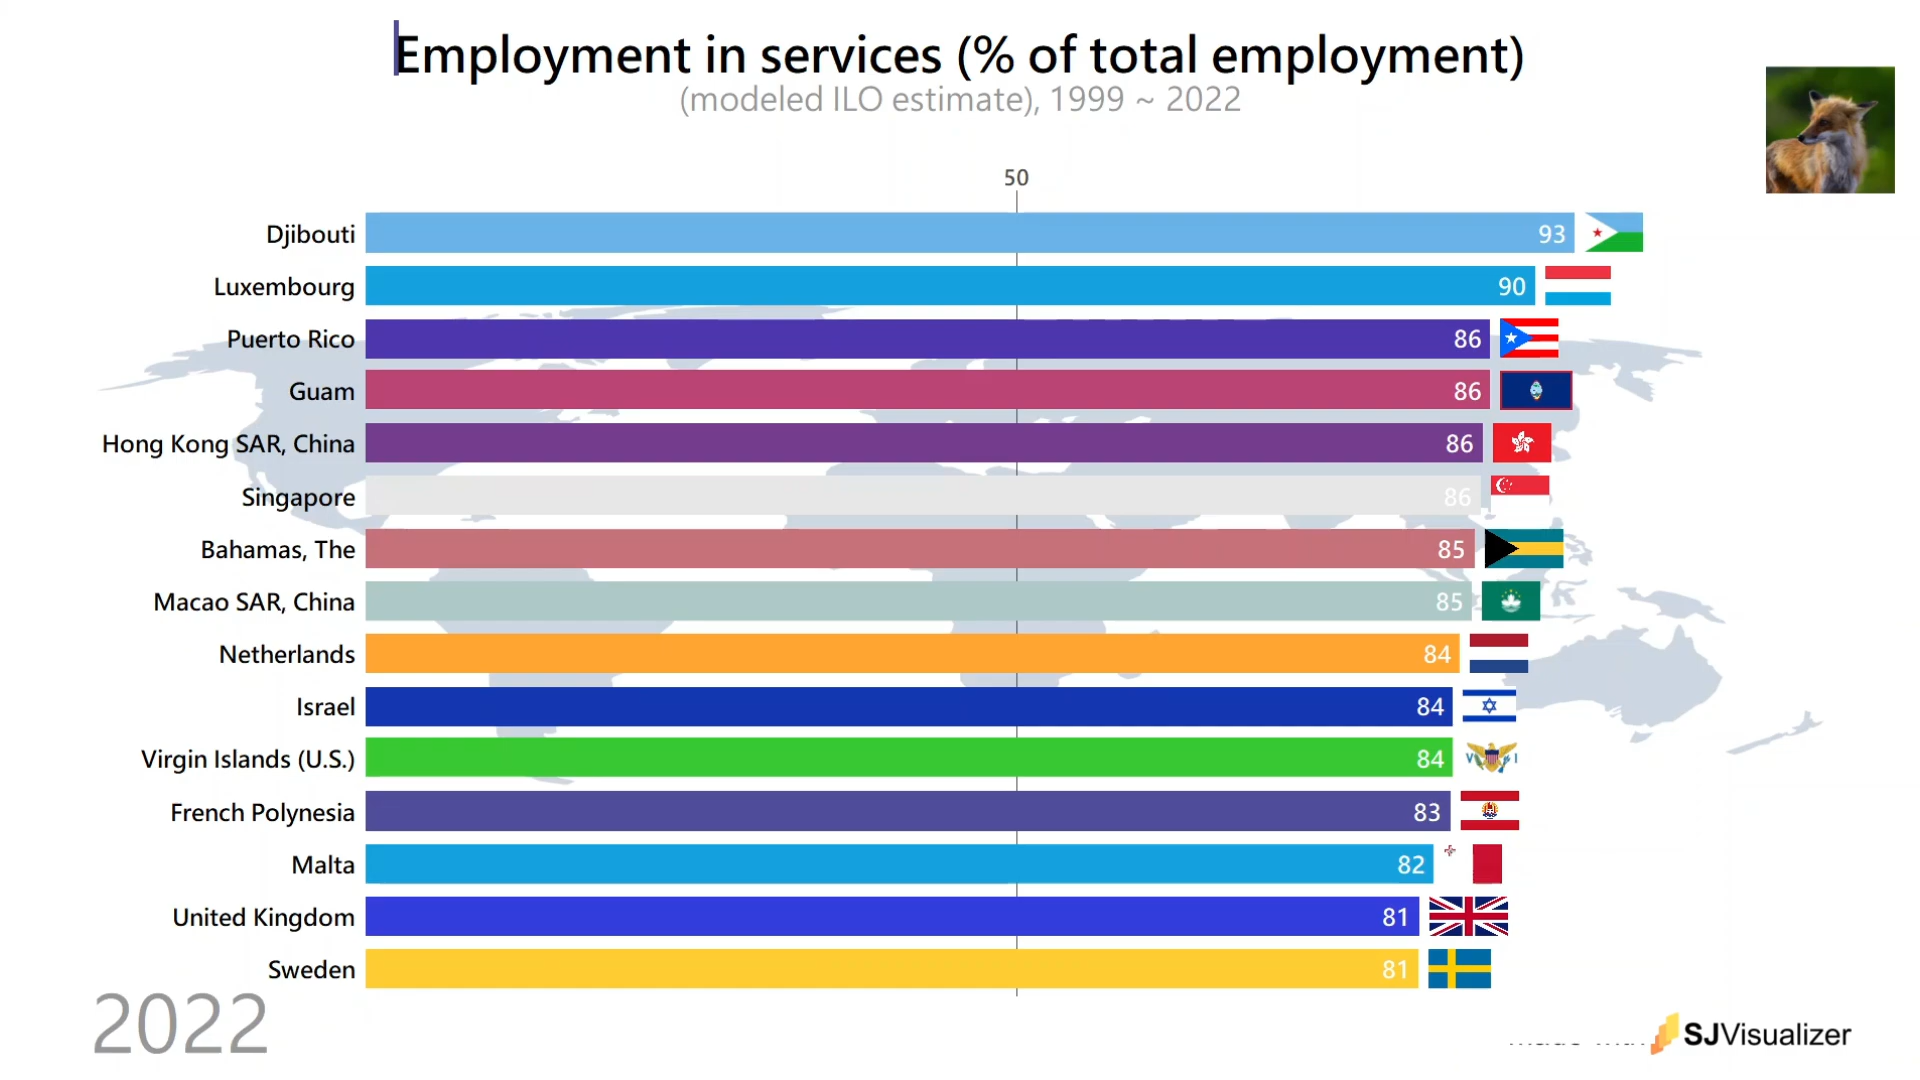 Employment in services (% of total employment)
(modeled ILO estimate), 1999 ~ 2022
50
Djibouti 93
Luxembourg 90
Puerto Rico 86
Guam 86
Hong Kong SAR, China 86
Singapore 86
Bahamas, The 85
Macao SAR, China 85
Netherlands 84
Israel 84
Virgin Islands (U.S.) 84
V I
French Polynesia 83
Malta 82
United Kingdom 81
Sweden 81
2022
SJVisualizer